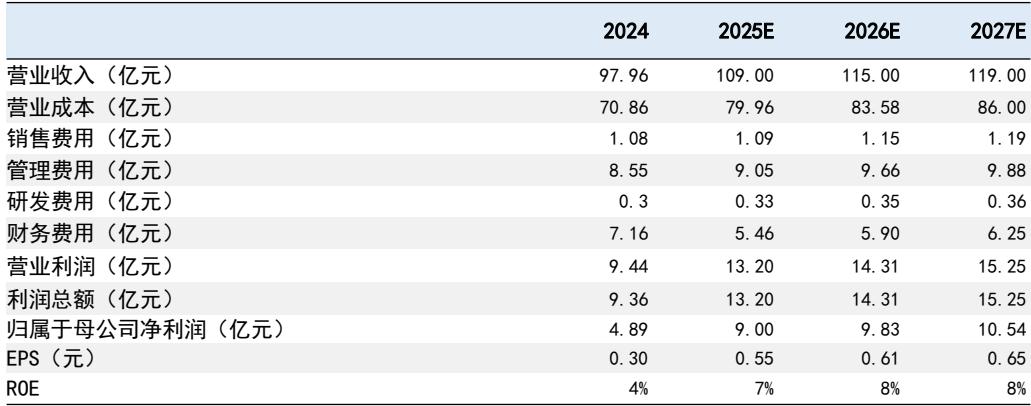 2024 2025E 2026E 2027E
营业收入（亿元） 97.96 109.00 115.00 119.00
营业成本（亿元） 70.86 79.96 83.58 86.00
销售费用（亿元） 1.08 1.09 1.15 1.19
管理费用（亿元） 8.55 9.05 9.66 9.88
研发费用（亿元） 0.3 0.33 0.35 0.36
财务费用（亿元） 7.16 5.46 5.90 6.25
营业利润（亿元） 9.44 13.20 14.31 15.25
利润总额（亿元） 9.36 13.20 14.31 15.25
归属于母公司净利润（亿元） 4.89 9.00 9.83 10.54
EPS（元） 0.30 0.55 0.61 0.65
ROE 4% 7% 8% 8%